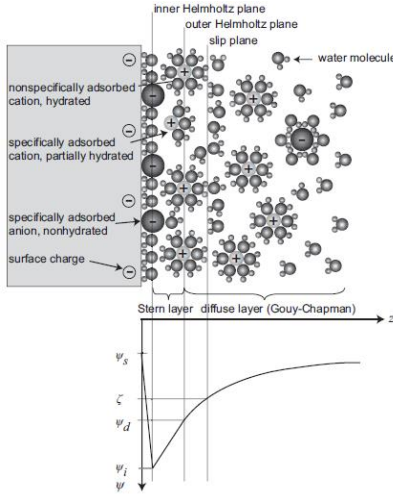 inner Helmholtz plane
outer Helmholtz plane
slip plane
water molecule
nonspecifically adsorbed
cation, hydrated
specifically adsorbed
cation, partially hydrated
specifically adsorbed
anion, nonhydrated
surface charge
Stern layer
diffuse layer (Gouy-Chapman)
z
ψs
ζ
ψd
ψi
ψ